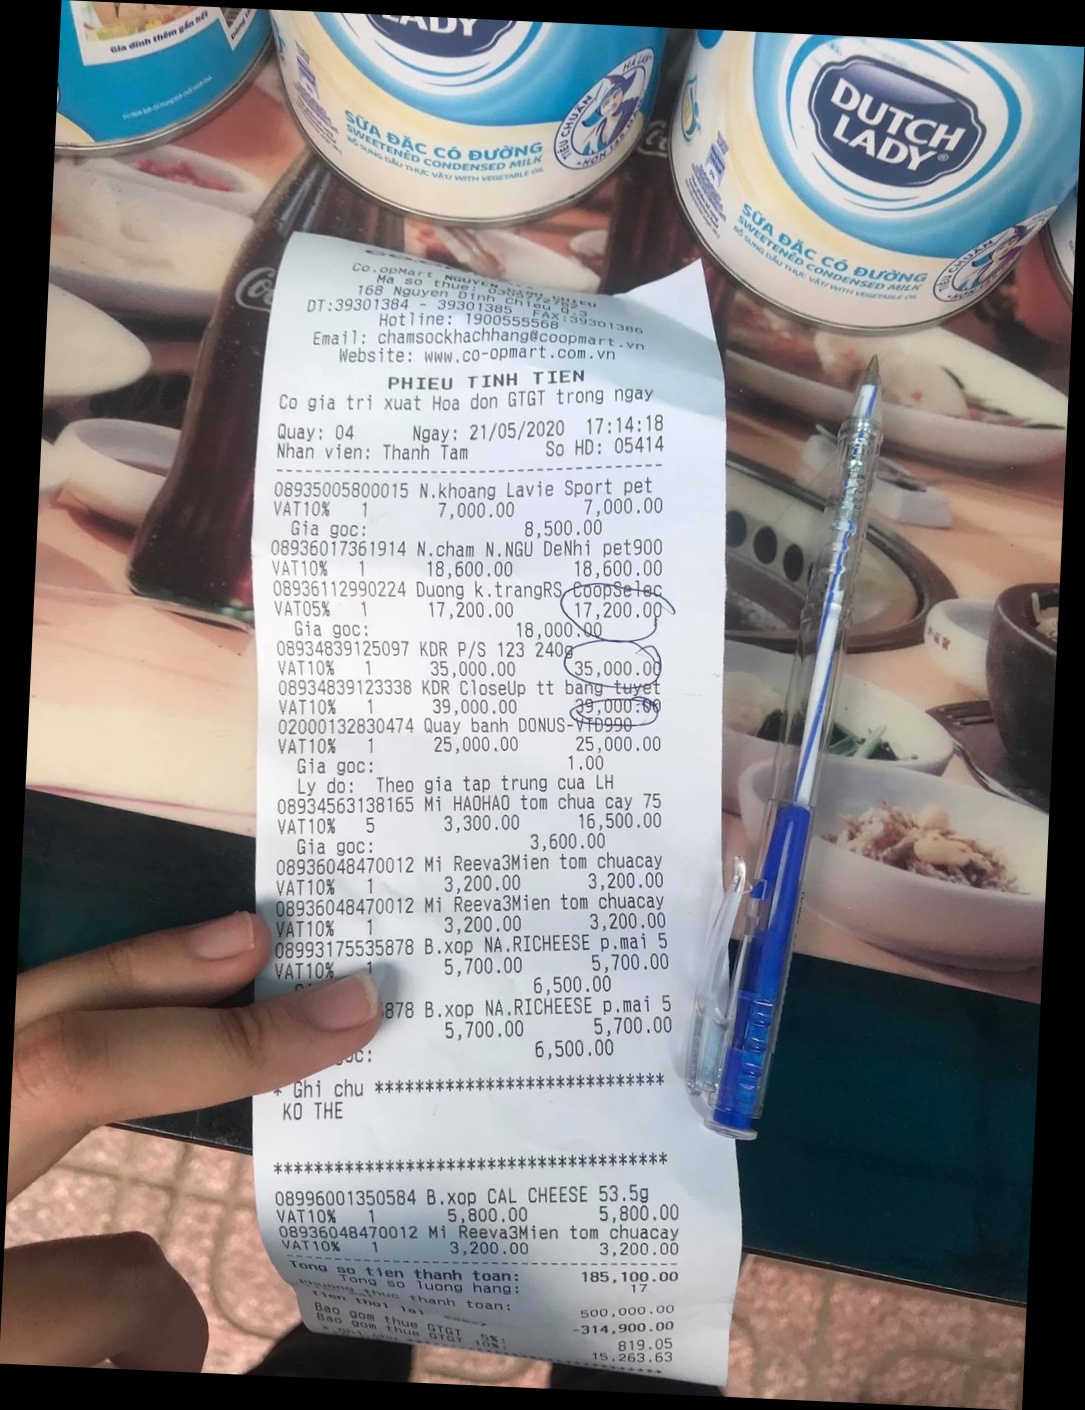 Gia đình thêm gắn kết
LADY
SỮA ĐẶC CÓ ĐƯỜNG
SWEETENED CONDENSED MILK
BỔ SUNG DẦU THỰC VẬT/ WITH VEGETABLE OIL
TIÊU CHUẨN
HÀ LAN
DUTCH
LADY®
SỮA ĐẶC CÓ ĐƯỜNG
SWEETENED CONDENSED MILK
BỔ SUNG DẦU THỰC VẬT/ WITH VEGETABLE OIL
TIÊU CHUẨN
Co.opMart NGUYEN
Ma so thue:
168 Nguyen Dinh Chieu Q.3
DT:39301384 - 39301385 FAX:39301386
Hotline: 1900555568
Email: chamsockhachhang@coopmart.vn
Website: www.co-opmart.com.vn
PHIEU TINH TIEN
Co gia tri xuat Hoa don GTGT trong ngay
Quay: 04 Ngay: 21/05/2020 17:14:18
Nhan vien: Thanh Tam So HD: 05414
08935005800015 N.khoang Lavie Sport pet
VAT10% 1 7,000.00 7,000.00
Gia goc: 8,500.00
08936017361914 N.cham N.NGU DeNhi pet900
VAT10% 1 18,600.00 18,600.00
08936112990224 Duong k.trangRS CoopSelec
VAT05% 1 17,200.00 17,200.00
Gia goc: 18,000.00
08934839125097 KDR P/S 123 240g
VAT10% 1 35,000.00 35,000.00
08934839123338 KDR CloseUp tt bang tuyet
VAT10% 1 39,000.00 39,000.00
02000132830474 Quay banh DONUS-VTD990
VAT10% 1 25,000.00 25,000.00
Gia goc: 1.00
Ly do: Theo gia tap trung cua LH
08934563138165 Mi HAOHAO tom chua cay 75
VAT10% 5 3,300.00 16,500.00
Gia goc: 3,600.00
08936048470012 Mi Reeva3Mien tom chuacay
VAT10% 1 3,200.00 3,200.00
08936048470012 Mi Reeva3Mien tom chuacay
VAT10% 1 3,200.00 3,200.00
08993175535878 B.xop NA.RICHEESE p.mai 5
VAT10% 1 5,700.00 5,700.00
6,500.00
878 B.xop NA.RICHEESE p.mai 5
5,700.00 5,700.00
goc: 6,500.00
* Ghi chu ****************************
KO THE
***************************************
08996001350584 B.xop CAL CHEESE 53.5g
VAT10% 1 5,800.00 5,800.00
08936048470012 Mi Reeva3Mien tom chuacay
VAT10% 1 3,200.00 3,200.00
Tong so tien thanh toan: 185,100.00
Tong so luong hang: 17
Phuong thuc thanh toan:
500,000.00
Tien thoi lai -314,900.00
Bao gom thue GTGT 5%: 819.05
Bao gom thue GTGT 10%: 15,263.63
* Ghi chu